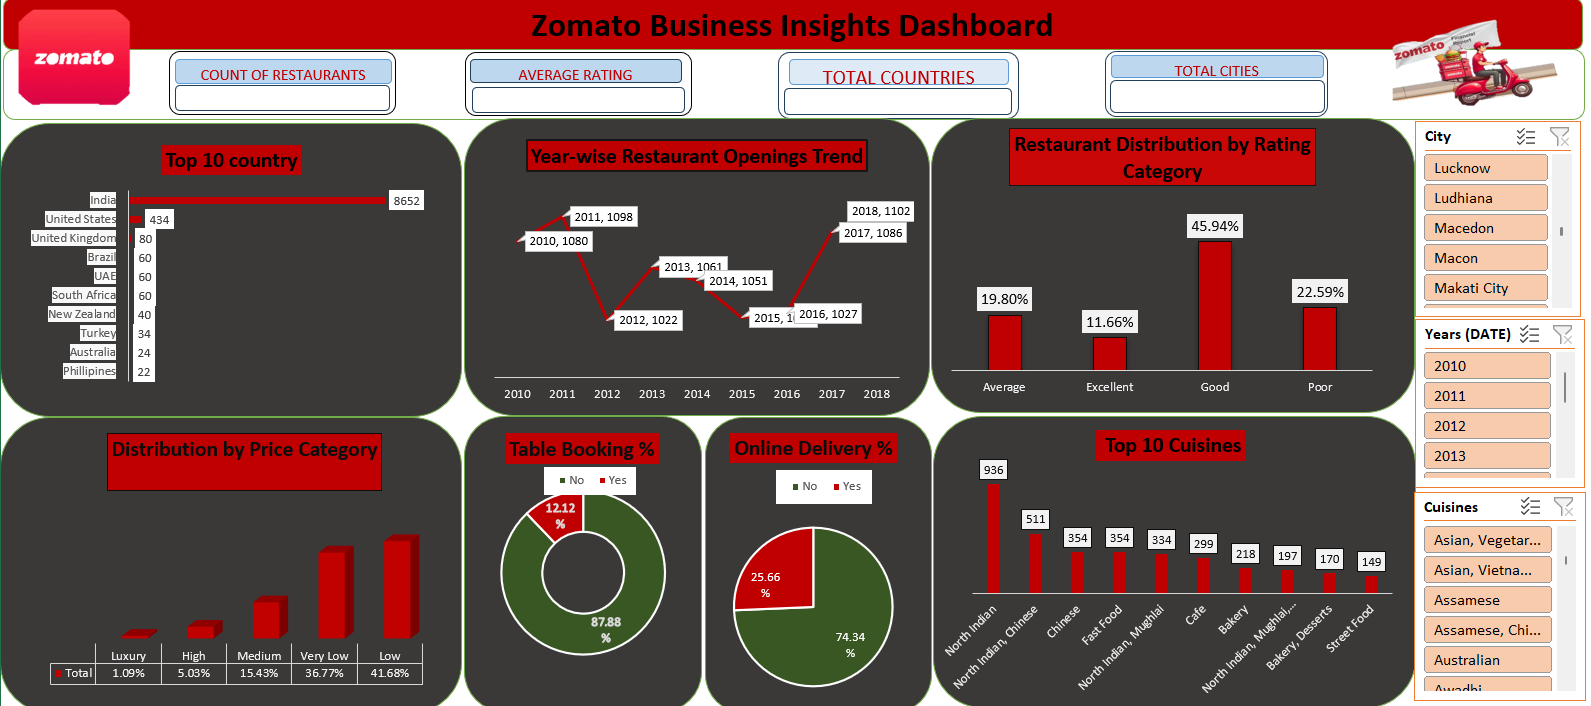 Zomato Business Insights Dashboard
zomato
COUNT OF RESTAURANTS
AVERAGE RATING
TOTAL COUNTRIES
TOTAL CITIES
zomato
Financial
Top 10 country
India
8652
United States
434
United Kingdom
80
Brazil
60
UAE
60
South Africa
60
New Zealand
40
Turkey
34
Australia
24
Phillipines
22
Year-wise Restaurant Openings Trend
2010, 1080
2011, 1098
2012, 1022
2013, 1061
2014, 1051
2015,
2016, 1027
2017, 1086
2018, 1102
2010 2011 2012 2013 2014 2015 2016 2017 2018
Restaurant Distribution by Rating
Category
19.80%
11.66%
45.94%
22.59%
Average Excellent Good Poor
City
Lucknow
Ludhiana
Macedon
Macon
Makati City
Years (DATE)
2010
2011
2012
2013
Cuisines
Asian, Vegetar...
Asian, Vietna...
Assamese
Assamese, Chi...
Australian
Awadhi
Distribution by Price Category
Luxury High Medium Very Low Low
Total 1.09% 5.03% 15.43% 36.77% 41.68%
Table Booking %
No Yes
12.12
%
87.88
%
Online Delivery %
No Yes
25.66
%
74.34
%
Top 10 Cuisines
936
511
354
354
334
299
218
197
170
149
North Indian
North Indian, Chinese
Chinese
Fast Food
North Indian, Mughlai
Cafe
Bakery
North Indian, Mughlai,...
Bakery, Desserts
Street Food